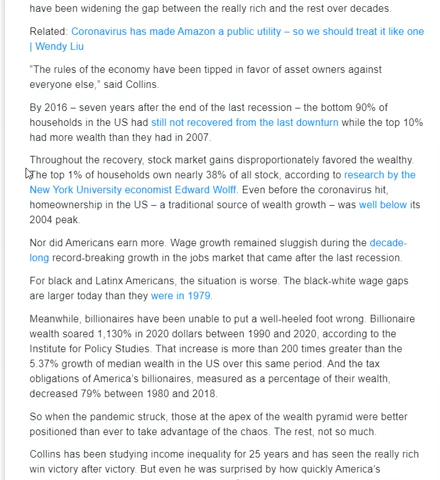 have been widening the gap between the really rich and the rest over decades.
Related: Coronavirus has made Amazon a public utility – so we should treat it like one
| Wendy Liu
“The rules of the economy have been tipped in favor of asset owners against
everyone else,” said Collins.
By 2016 – seven years after the end of the last recession – the bottom 90% of
households in the US had still not recovered from the last downturn while the top 10%
had more wealth than they had in 2007.
Throughout the recovery, stock market gains disproportionately favored the wealthy.
The top 1% of households own nearly 38% of all stock, according to research by the
New York University economist Edward Wolff. Even before the coronavirus hit,
homeownership in the US – a traditional source of wealth growth – was well below its
2004 peak.
Nor did Americans earn more. Wage growth remained sluggish during the decade-
long record-breaking growth in the jobs market that came after the last recession.
For black and Latinx Americans, the situation is worse. The black-white wage gaps
are larger today than they were in 1979.
Meanwhile, billionaires have been unable to put a well-heeled foot wrong. Billionaire
wealth soared 1,130% in 2020 dollars between 1990 and 2020, according to the
Institute for Policy Studies. That increase is more than 200 times greater than the
5.37% growth of median wealth in the US over this same period. And the tax
obligations of America’s billionaires, measured as a percentage of their wealth,
decreased 79% between 1980 and 2018.
So when the pandemic struck, those at the apex of the wealth pyramid were better
positioned than ever to take advantage of the chaos. The rest, not so much.
Collins has been studying income inequality for 25 years and has seen the really rich
win victory after victory. But even he was surprised by how quickly America’s